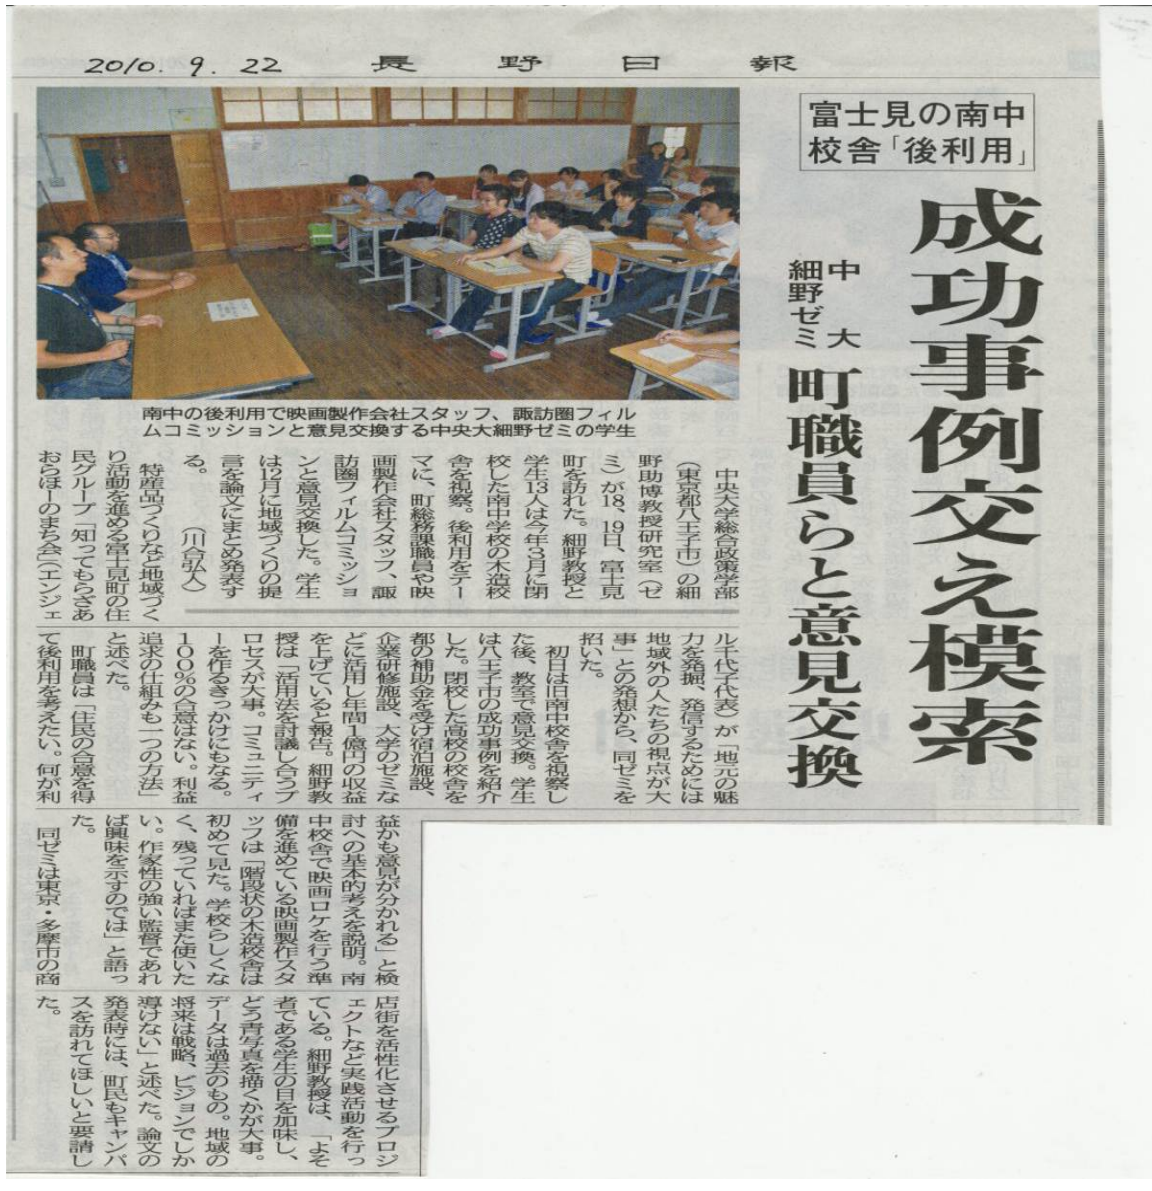 2010. 9. 22
長野日報
富士見の南中
校舎「後利用」
成功事例交え模索
中大
細野ゼミ
町職員らと意見交換
南中の後利用で映画製作会社スタッフ、諏訪圏フィル
ムコミッションと意見交換する中央大細野ゼミの学生
中央大学総合政策学部
(東京都八王子市)の細
野助博教授研究室(ゼ
ミ)が18、19日、富士見
町を訪れた。細野教授と
学生13人は今年3月に閉
校した南中学校の木造校
舎を視察。後利用をテー
マに、町総務課職員や映
画製作会社スタッフ、諏
訪圏フィルムコミッショ
ンと意見交換した。学生
は12月に地域づくりの提
言を論文にまとめ発表す
る。 (川合弘人)
特産品づくりなど地域づく
り活動を進める富士見町の住
民グループ「知ってもらざあ
おらほーのまち会」(エンジェ
ル千代子代表)が「地元の魅
力を発掘、発信するためには
地域外の人たちの視点が大
事」との発想から、同ゼミを
招いた。
初日は旧南中校舎を視察し
た後、教室で意見交換。学生
は八王子市の成功事例を紹介
した。閉校した高校の校舎を
都の補助金を受け宿泊施設、
企業研修施設、大学のゼミな
どに活用し年間1億円の収益
を上げていると報告。細野教
授は「活用法を討議し合うプ
ロセスが大事。コミュニティ
ーを作るきっかけにもなる。
100%の合意はない。利益
追求の仕組みも一つの方法」
と述べた。
町職員は「住民の合意を得
て後利用を考えたい。何が利
益かも意見が分かれる」と検
討への基本的考えを説明。南
中校舎で映画ロケを行う準
備を進めている映画製作スタ
ッフは「階段状の木造校舎は
初めて見た。学校らしくな
く、残っていればまた使いた
い。作家性の強い監督であれ
ば興味を示すのでは」と語っ
た。
同ゼミは東京・多摩市の商
店街を活性化させるプロジ
ェクトなど実践活動を行っ
ている。細野教授は、「よそ
者である学生の目を加味し、
どう青写真を描くかが大事。
データは過去のもの。地域の
将来は戦略、ビジョンでしか
導けない」と述べた。論文の
発表時には、町民もキャンパ
スを訪れてほしいと要請し
た。